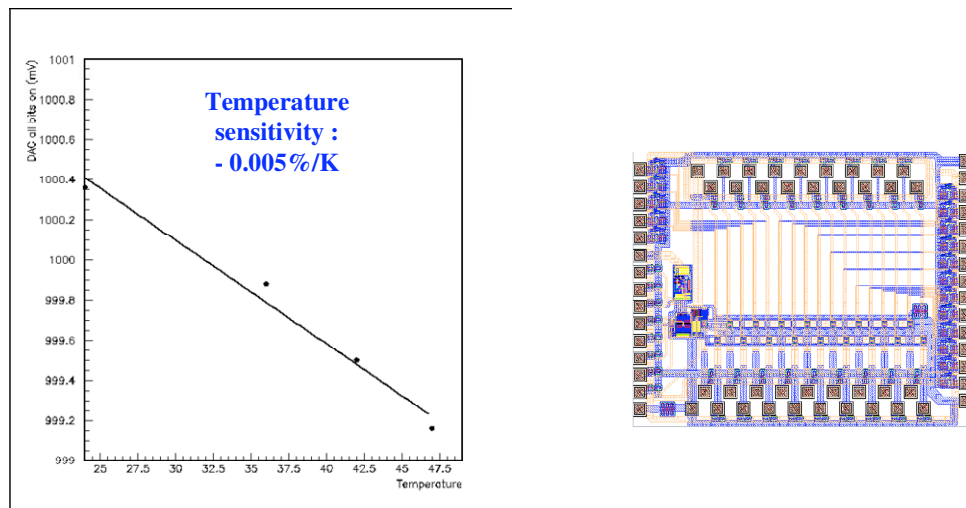 DAC all bits on (mV)
1001
1000.8
1000.6
1000.4
1000.2
1000
999.8
999.6
999.4
999.2
999
Temperature
sensitivity :
- 0.005%/K
25 27.5 30 32.5 35 37.5 40 42.5 45 47.5
Temperature